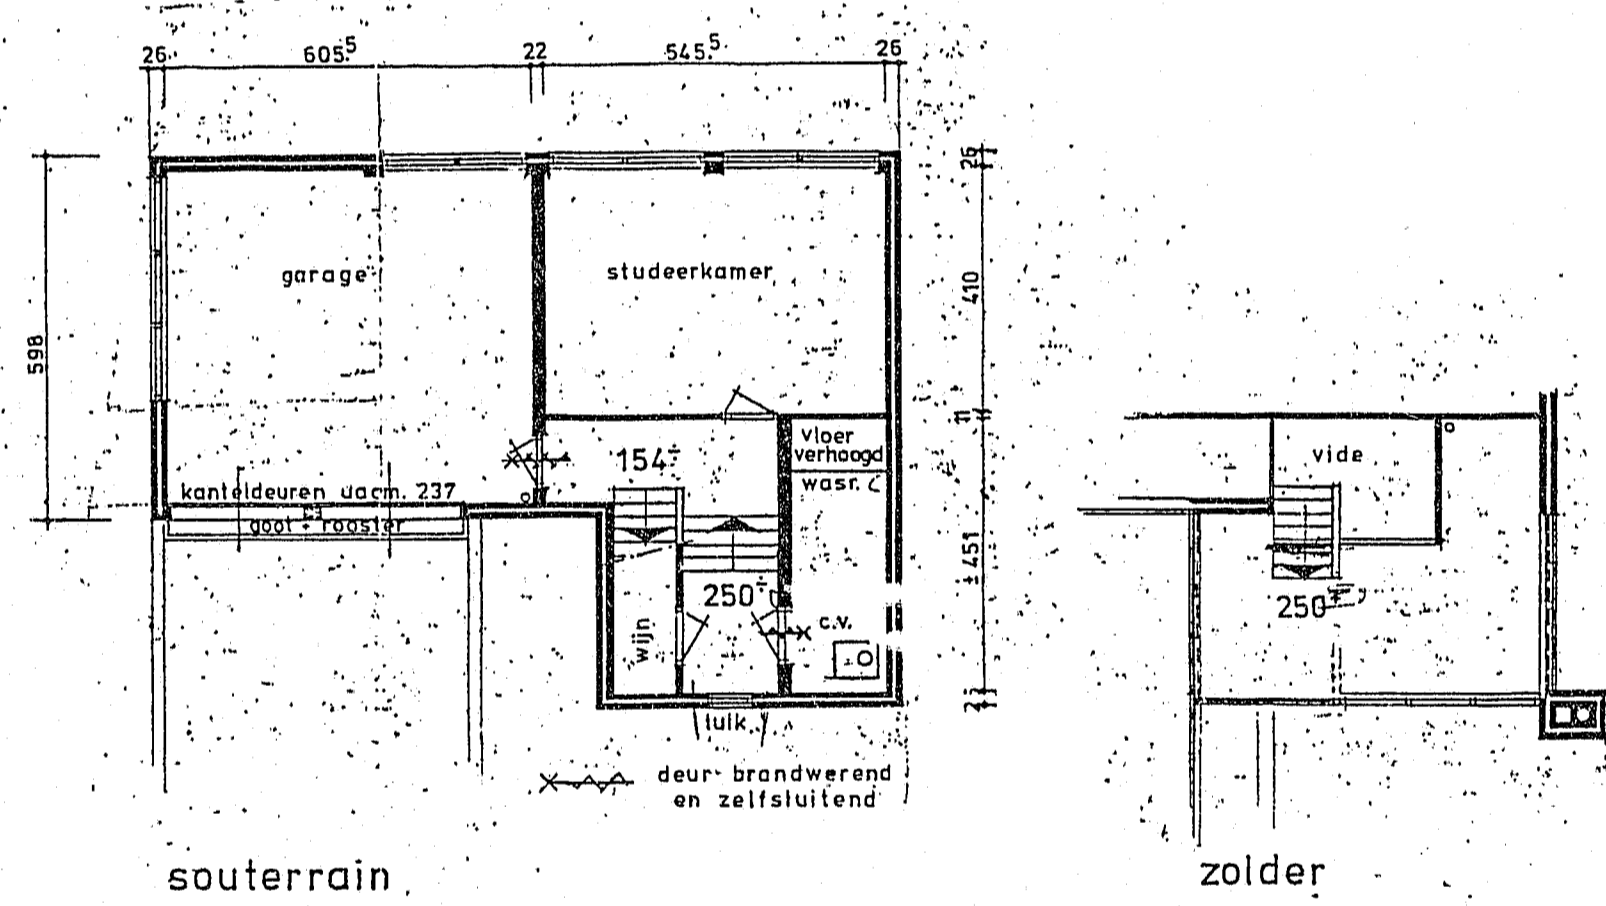 26 605⁵ 22 545⁵ 26
26
410
11
± 451
598
garage
studeerkamer
vloer
verhoogd
wasr.
154÷
kanteldeuren
237
goot + rooster
250÷
wijn
c.v.
luik
deur brandwerend
en zelfsluitend
souterrain
vide
250
zolder